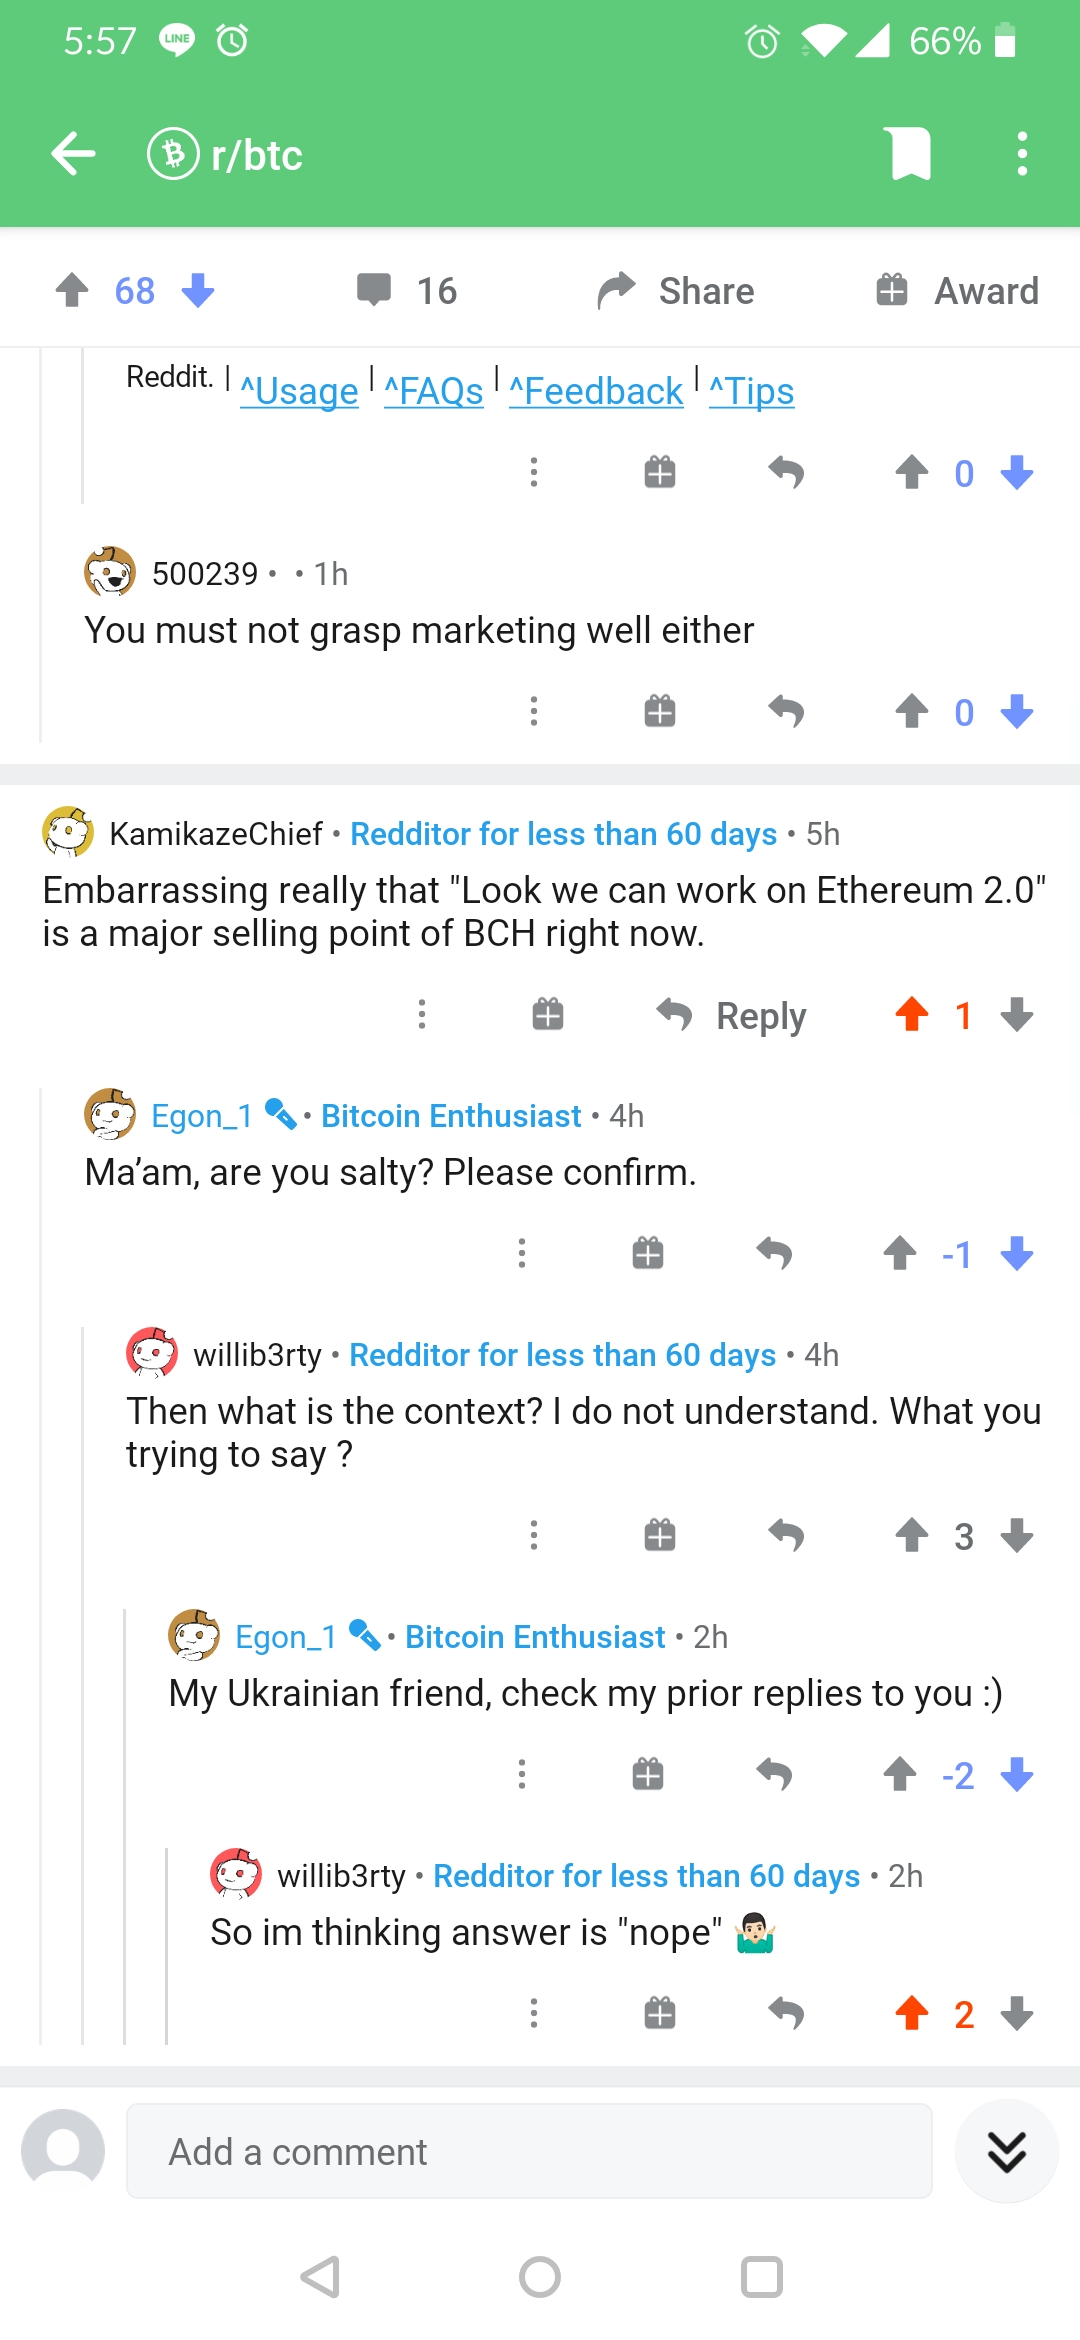 5:57 LINE 66%
r/btc
68 16 Share Award
Reddit. | ^Usage | ^FAQs | ^Feedback | ^Tips
0
500239 • • 1h
You must not grasp marketing well either
0
KamikazeChief • Redditor for less than 60 days • 5h
Embarrassing really that "Look we can work on Ethereum 2.0"
is a major selling point of BCH right now.
Reply 1
Egon_1 • Bitcoin Enthusiast • 4h
Ma’am, are you salty? Please confirm.
-1
willib3rty • Redditor for less than 60 days • 4h
Then what is the context? I do not understand. What you
trying to say ?
3
Egon_1 • Bitcoin Enthusiast • 2h
My Ukrainian friend, check my prior replies to you :)
-2
willib3rty • Redditor for less than 60 days • 2h
So im thinking answer is "nope" 🤷🏻‍♂️
2
Add a comment